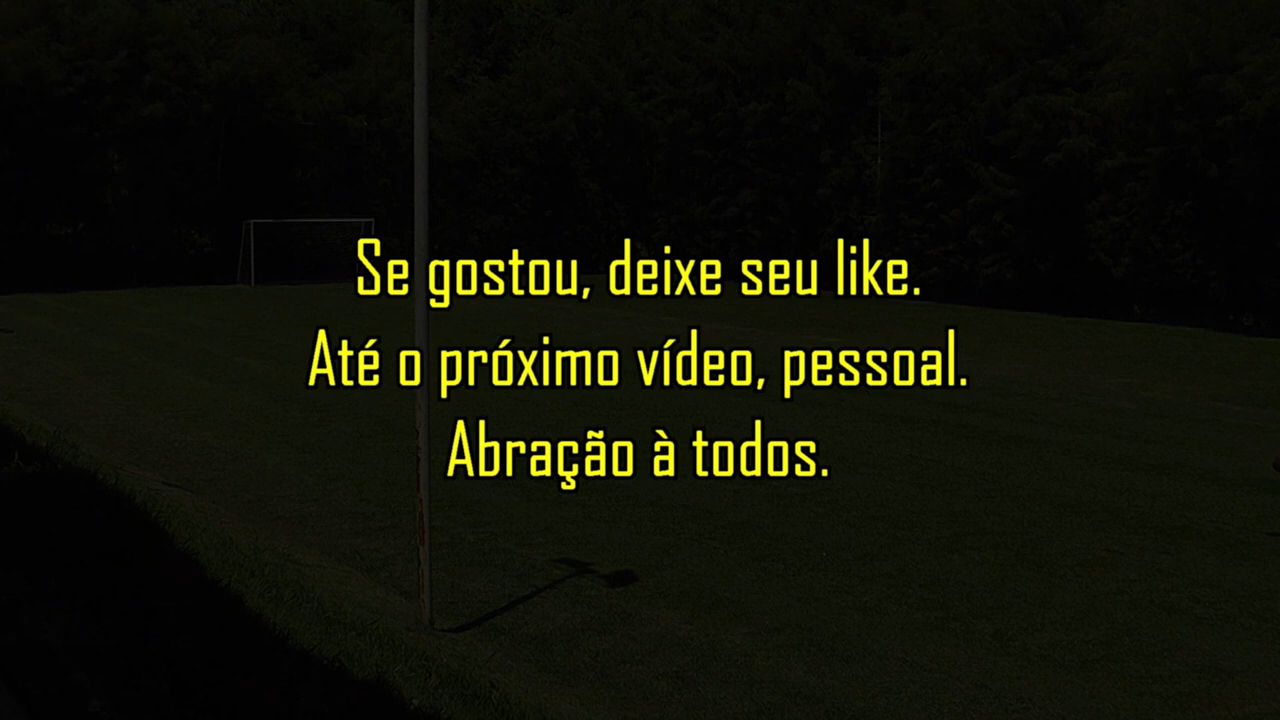 Se gostou, deixe seu like.
Até o próximo vídeo, pessoal.
Abração à todos.